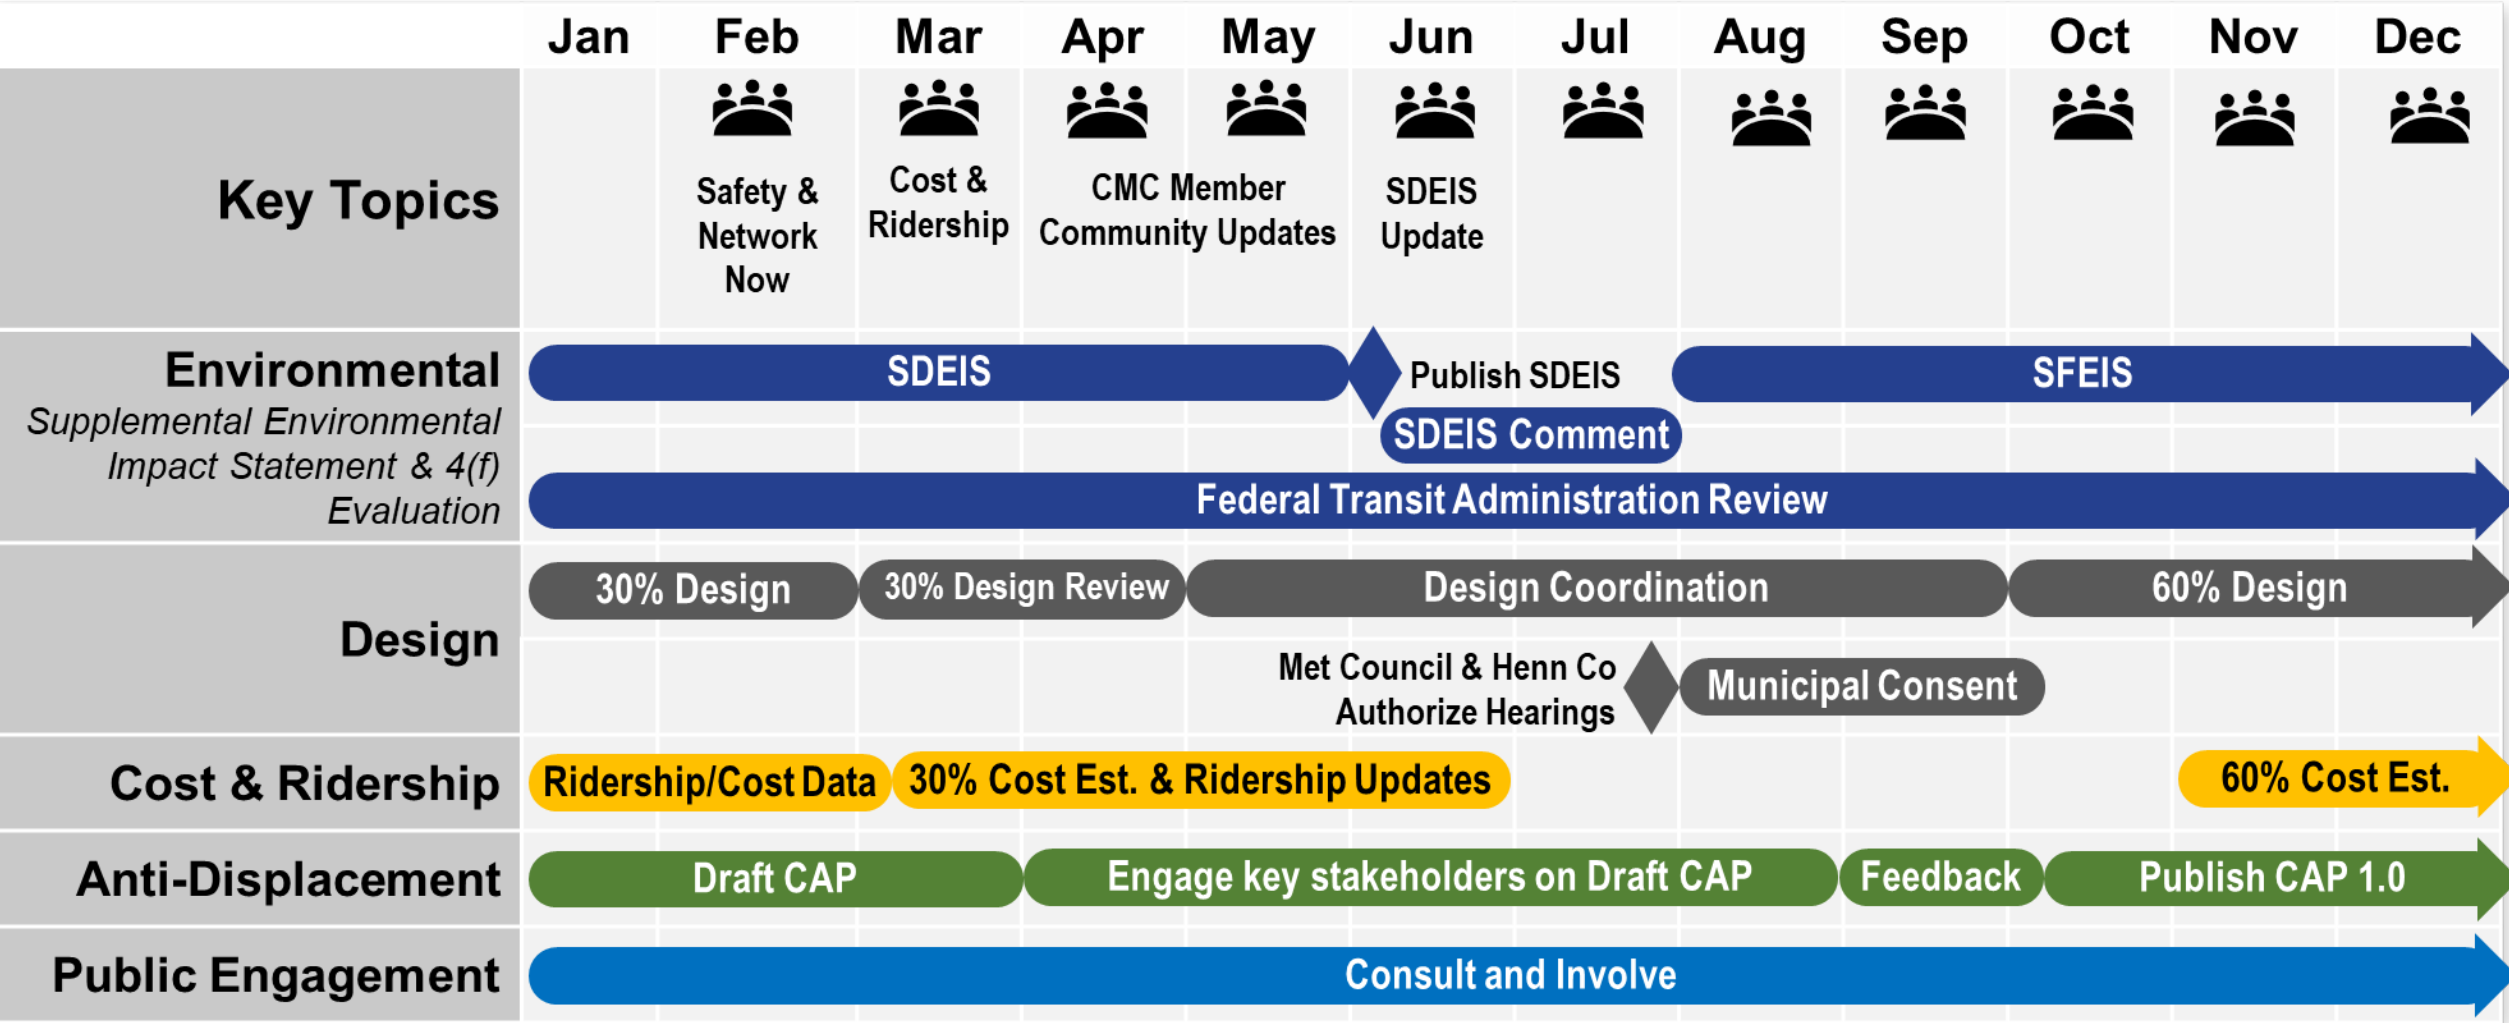 Jan Feb Mar Apr May Jun Jul Aug Sep Oct Nov Dec
Key Topics
Safety &
Network
Now
Cost &
Ridership
CMC Member
Community Updates
SDEIS
Update
Environmental
Supplemental Environmental
Impact Statement & 4(f)
Evaluation
SDEIS
Publish SDEIS
SFEIS
SDEIS Comment
Federal Transit Administration Review
Design
30% Design
30% Design Review
Design Coordination
60% Design
Met Council & Henn Co
Authorize Hearings
Municipal Consent
Cost & Ridership
Ridership/Cost Data
30% Cost Est. & Ridership Updates
60% Cost Est.
Anti-Displacement
Draft CAP
Engage key stakeholders on Draft CAP
Feedback
Publish CAP 1.0
Public Engagement
Consult and Involve